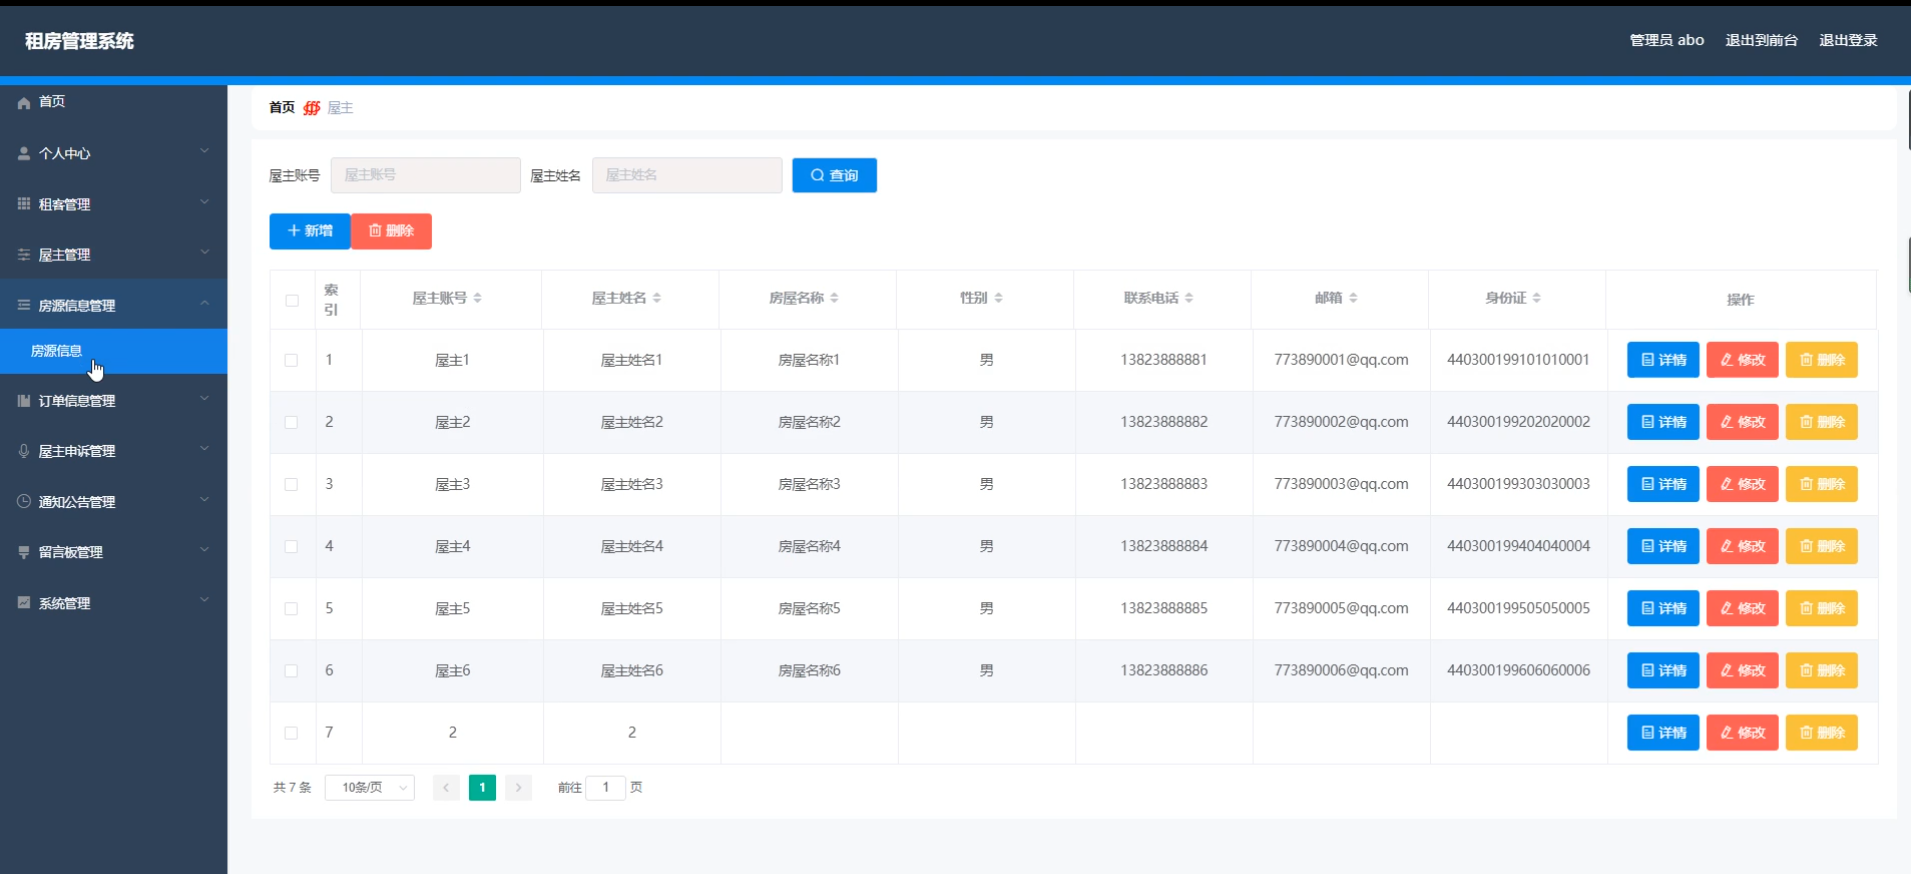 租房管理系统
管理员 abo 退出到前台 退出登录
首页
个人中心
租客管理
屋主管理
房源信息管理
房源信息
订单信息管理
屋主申诉管理
通知公告管理
留言板管理
系统管理
首页 屋主
屋主账号 屋主账号 屋主姓名 屋主姓名 查询
新增 删除
索引 屋主账号 屋主姓名 房屋名称 性别 联系电话 邮箱 身份证 操作
1 屋主1 屋主姓名1 房屋名称1 男 13823888881 773890001@qq.com 440300199101010001 详情 修改 删除
2 屋主2 屋主姓名2 房屋名称2 男 13823888882 773890002@qq.com 440300199202020002 详情 修改 删除
3 屋主3 屋主姓名3 房屋名称3 男 13823888883 773890003@qq.com 440300199303030003 详情 修改 删除
4 屋主4 屋主姓名4 房屋名称4 男 13823888884 773890004@qq.com 440300199404040004 详情 修改 删除
5 屋主5 屋主姓名5 房屋名称5 男 13823888885 773890005@qq.com 440300199505050005 详情 修改 删除
6 屋主6 屋主姓名6 房屋名称6 男 13823888886 773890006@qq.com 440300199606060006 详情 修改 删除
7 2 2 详情 修改 删除
共 7 条 10条/页 1 前往 1 页